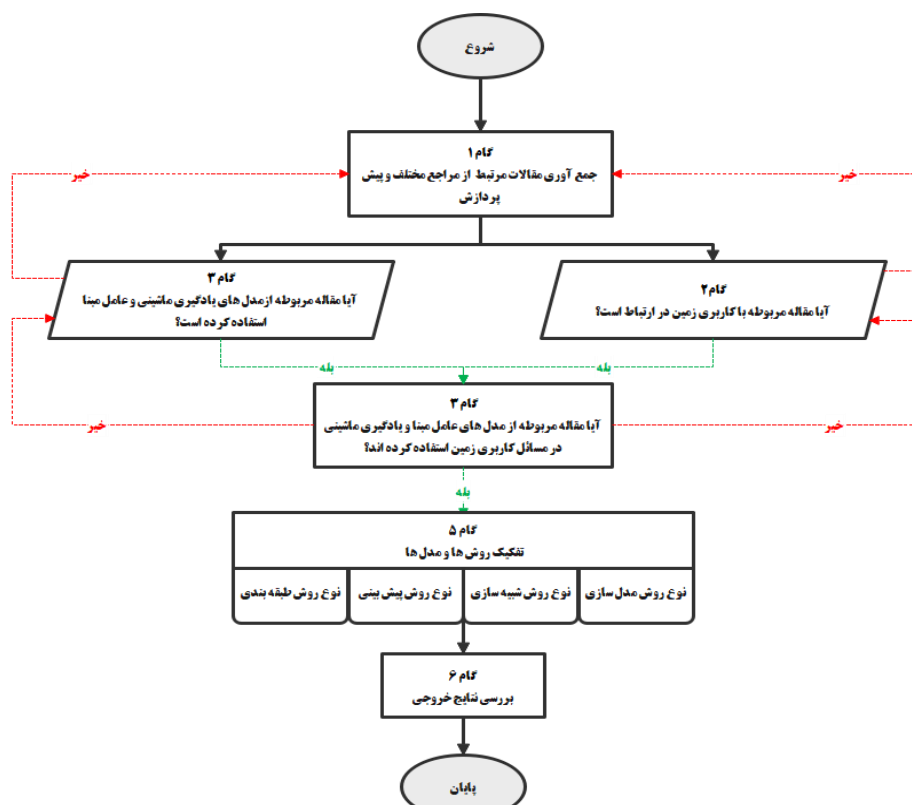 شروع
گام ۱
جمع آوری مقالات مرتبط از مراجع مختلف و پیش
پردازش
خیر
خیر
گام ۲
آیا مقاله مربوطه با کاربری زمین در ارتباط است؟
گام ۳
آیا مقاله مربوطه از مدل های یادگیری ماشینی و عامل مبنا
استفاده کرده است؟
بله
بله
گام ۳
آیا مقاله مربوطه از مدل های عامل مبنا و یادگیری ماشینی
در مسائل کاربری زمین استفاده کرده اند؟
خیر
خیر
بله
گام ۵
تفکیک روش ها و مدل ها
نوع روش مدل سازی
نوع روش شبیه سازی
نوع روش پیش بینی
نوع روش طبقه بندی
گام ۶
بررسی نتایج خروجی
پایان